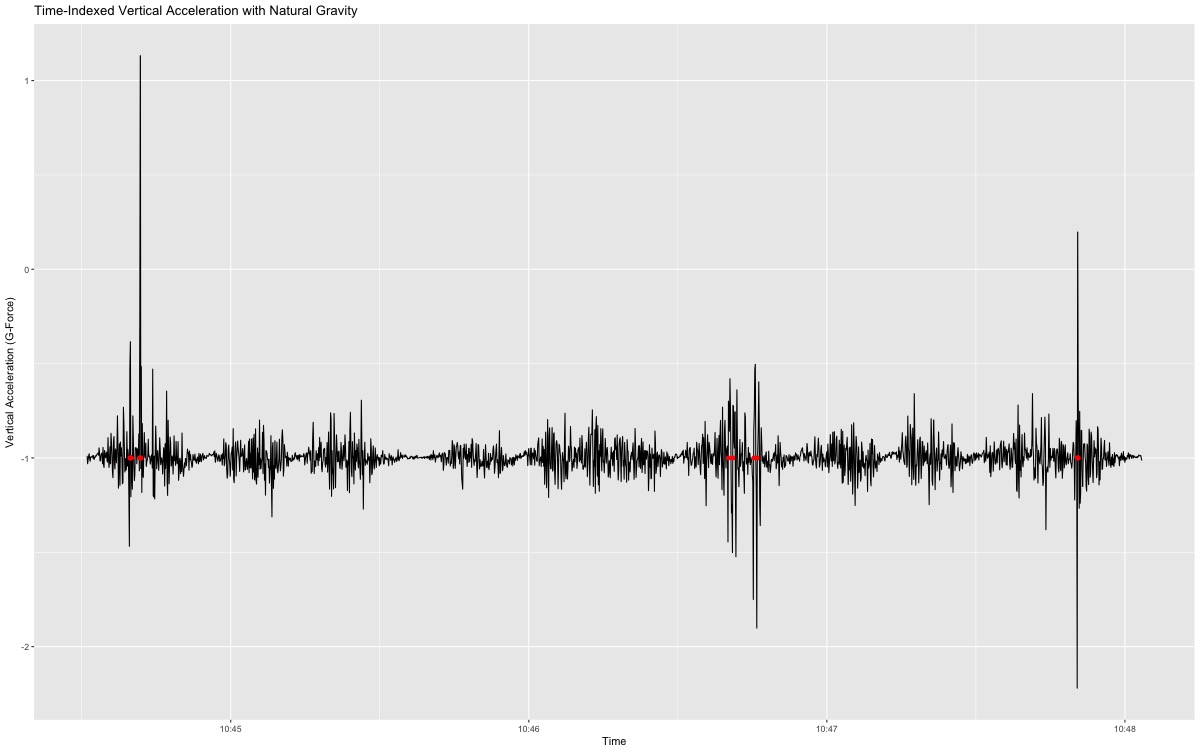 Time-Indexed Vertical Acceleration with Natural Gravity
Vertical Acceleration (G-Force)
1
0
-1
-2
10:45
10:46
10:47
10:48
Time